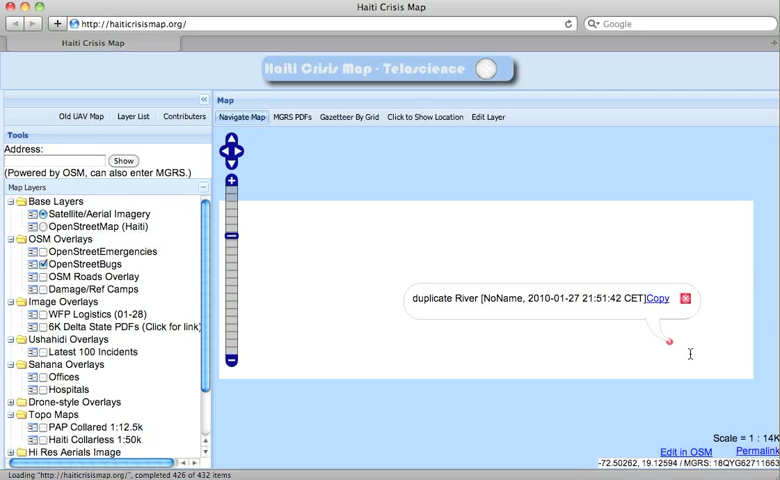 Haiti Crisis Map
http://haiticrisismap.org/
Google
Haiti Crisis Map
Haiti Crisis Map - Telascience
Map
Old UAV Map Layer List Contributers
Navigate Map MGRS PDFs Gazetteer By Grid Click to Show Location Edit Layer
Tools
Address:
Show
(Powered by OSM, can also enter MGRS.)
Map Layers
Base Layers
Satellite/Aerial Imagery
OpenStreetMap (Haiti)
OSM Overlays
OpenStreetEmergencies
OpenStreetBugs
OSM Roads Overlay
Damage/Ref Camps
Image Overlays
WFP Logistics (01-28)
6K Delta State PDFs (Click for link)
Ushahidi Overlays
Latest 100 Incidents
Sahana Overlays
Offices
Hospitals
Drone-style Overlays
Topo Maps
PAP Collared 1:12.5k
Haiti Collarless 1:50k
Hi Res Aerials Image
duplicate River [NoName, 2010-01-27 21:51:42 CET]Copy
Scale = 1 : 14K
Edit in OSM Permalink
-72.50262, 19.12594 / MGRS: 18QYG62711663
Loading "http://haiticrisismap.org/", completed 426 of 432 items